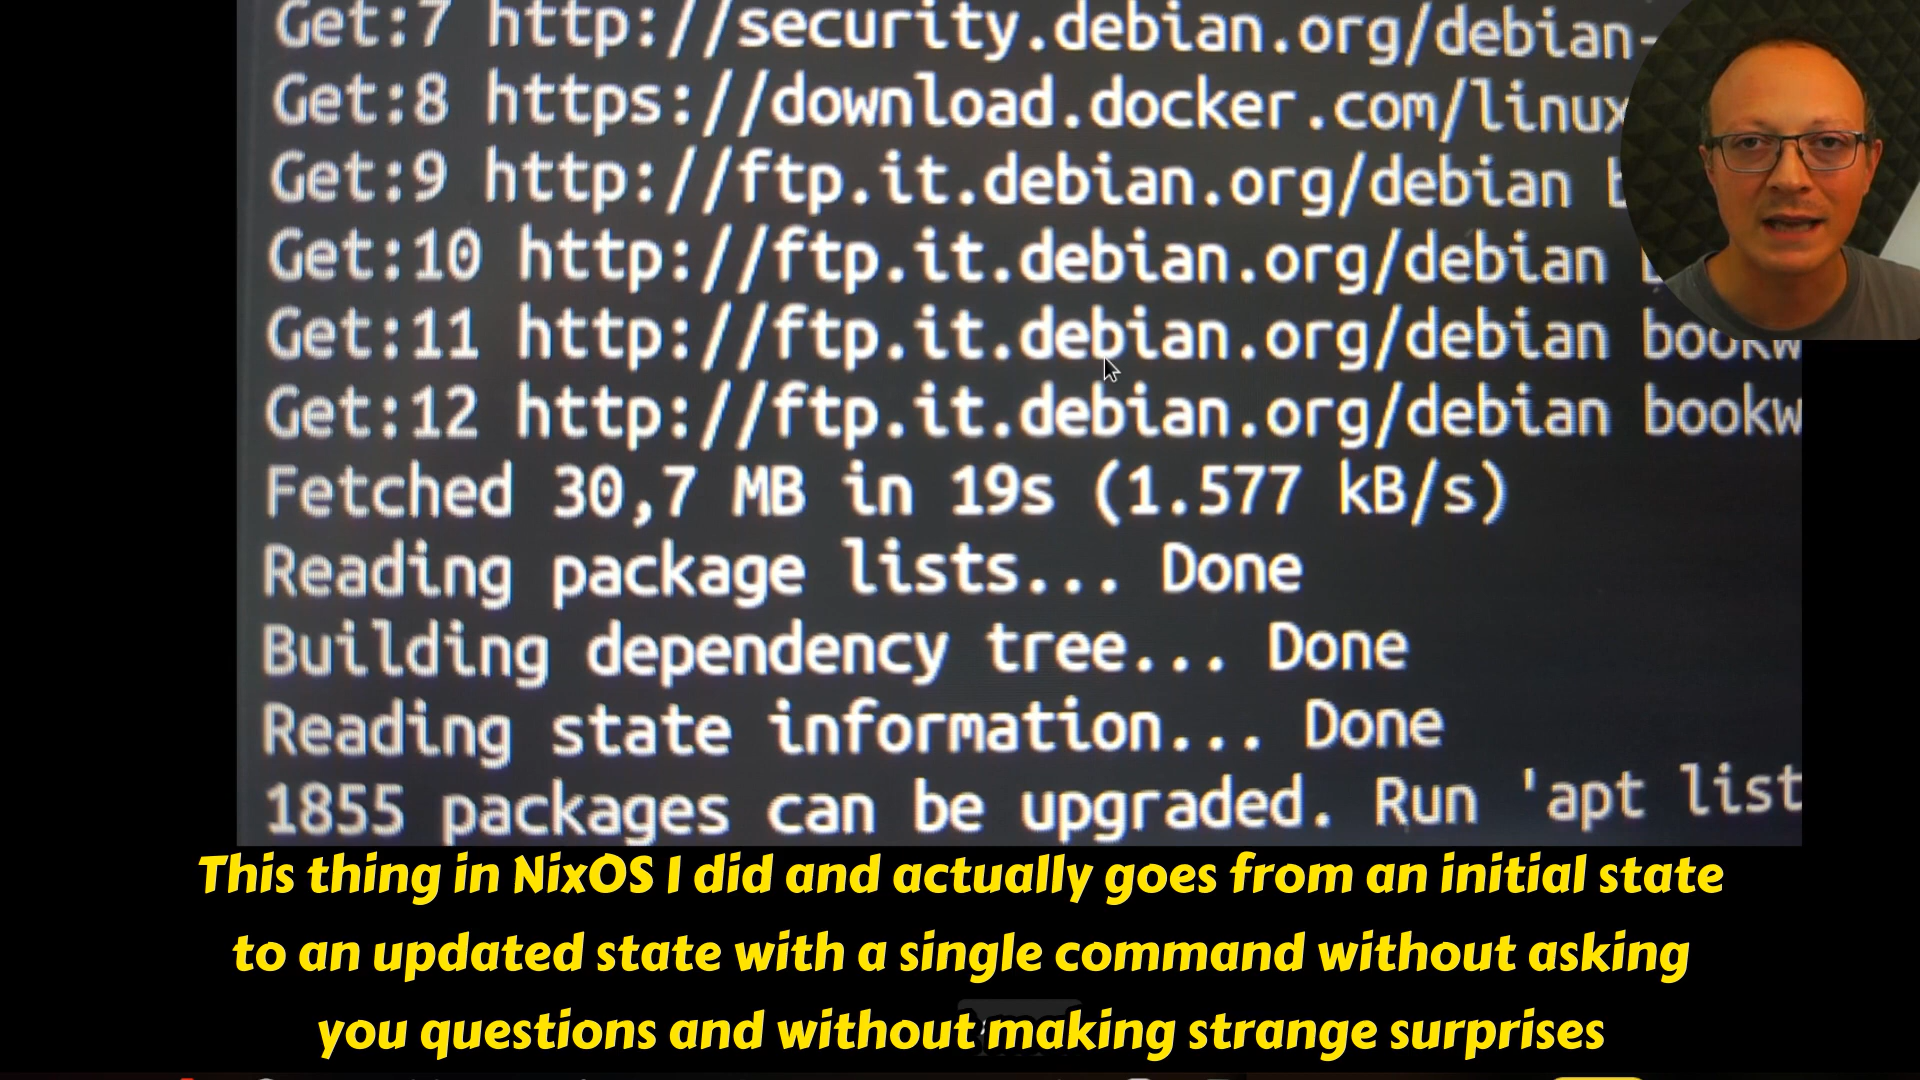 Get:7 http://security.debian.org/debian-
Get:8 https://download.docker.com/linux
Get:9 http://ftp.it.debian.org/debian b
Get:10 http://ftp.it.debian.org/debian
Get:11 http://ftp.it.debian.org/debian bookw
Get:12 http://ftp.it.debian.org/debian bookw
Fetched 30,7 MB in 19s (1.577 kB/s)
Reading package lists... Done
Building dependency tree... Done
Reading state information... Done
1855 packages can be upgraded. Run 'apt list
This thing in NixOS I did and actually goes from an initial state
to an updated state with a single command without asking
you questions and without making strange surprises